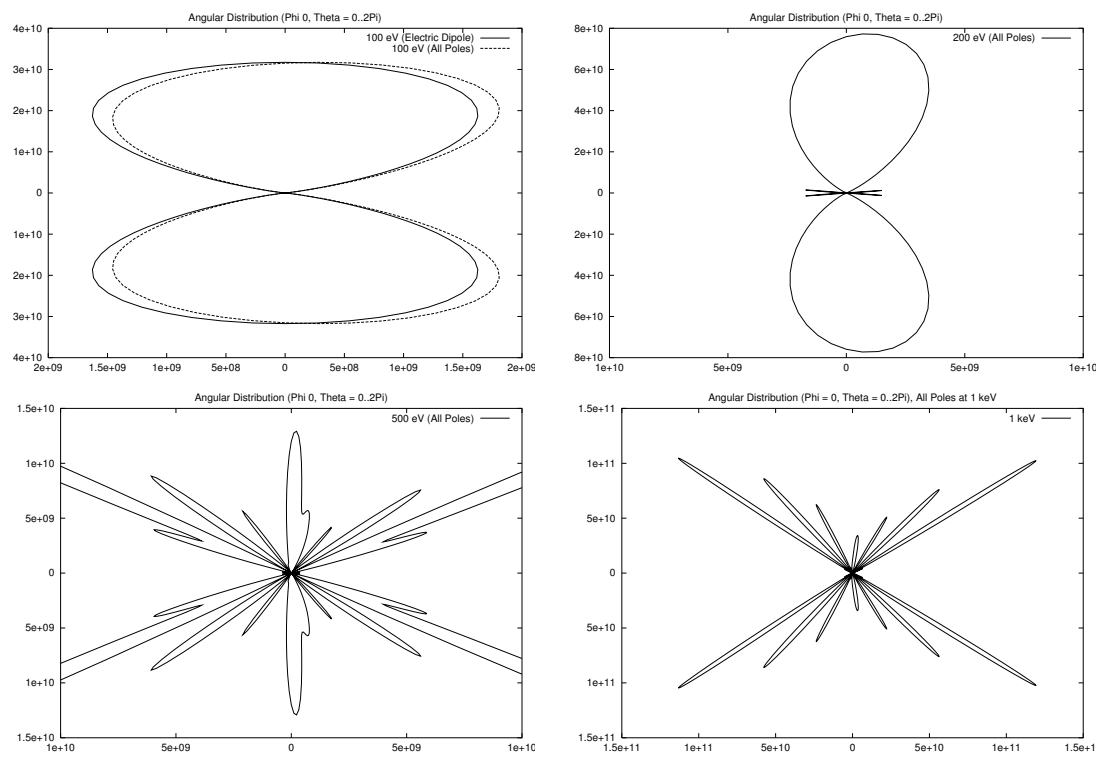 Angular Distribution (Phi 0, Theta = 0..2Pi)
100 eV (Electric Dipole)
100 eV (All Poles)
4e+10
3e+10
2e+10
1e+10
0
1e+10
2e+10
3e+10
4e+10
2e+09 1.5e+09 1e+09 5e+08 0 5e+08 1e+09 1.5e+09 2e+09
Angular Distribution (Phi 0, Theta = 0..2Pi)
200 eV (All Poles)
8e+10
6e+10
4e+10
2e+10
0
2e+10
4e+10
6e+10
8e+10
1e+10 5e+09 0 5e+09 1e+10
Angular Distribution (Phi 0, Theta = 0..2Pi)
500 eV (All Poles)
1.5e+10
1e+10
5e+09
0
5e+09
1e+10
1.5e+10
1e+10 5e+09 0 5e+09 1e+10
Angular Distribution (Phi = 0, Theta = 0..2Pi), All Poles at 1 keV
1 keV
1.5e+11
1e+11
5e+10
0
5e+10
1e+11
1.5e+11
1.5e+11 1e+11 5e+10 0 5e+10 1e+11 1.5e+1